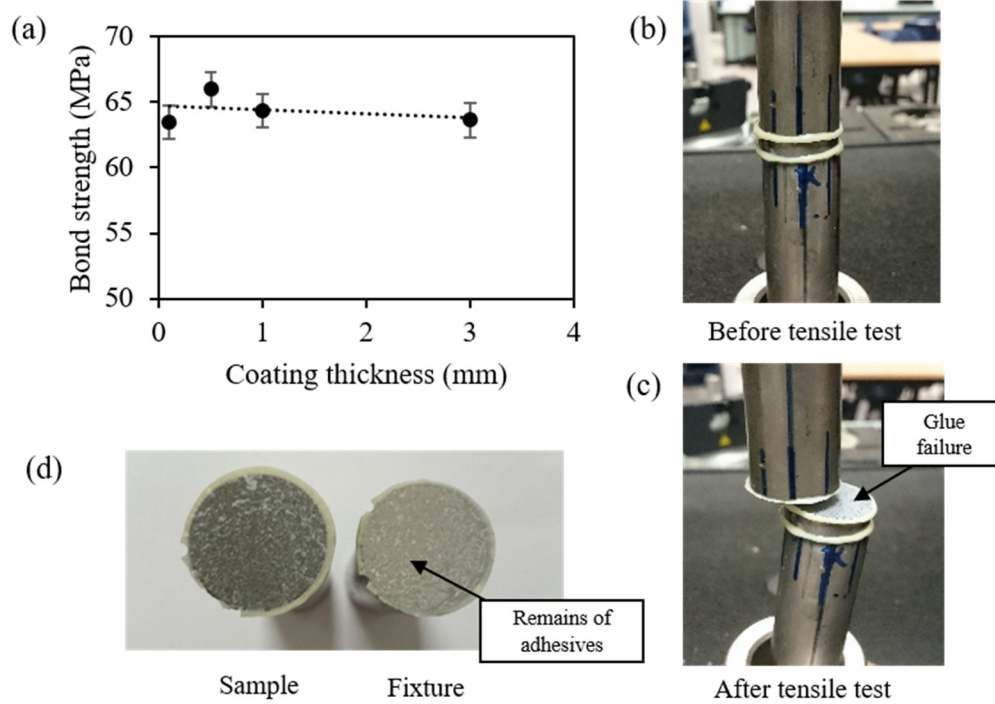 (a)
70
65
60
55
50
Bond strength (MPa)
0 1 2 3 4
Coating thickness (mm)
(b)
Before tensile test
(c)
Glue
failure
After tensile test
(d)
Remains of
adhesives
Sample
Fixture